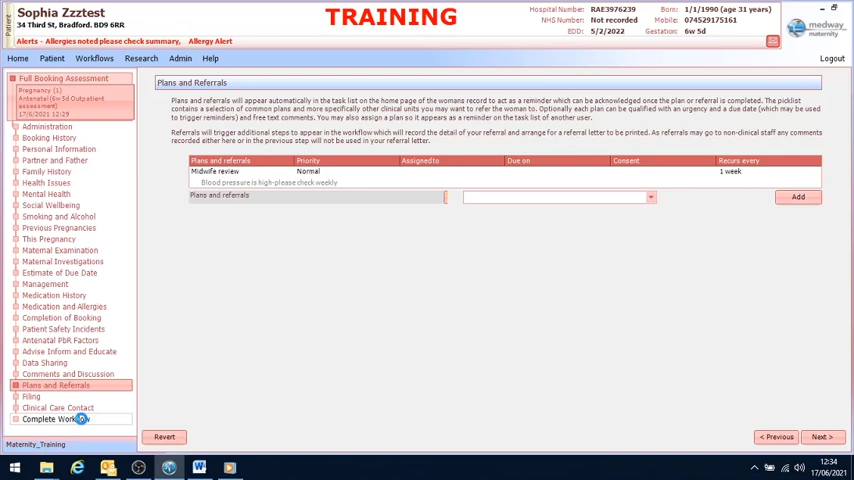 Patient
Sophia Zzztest
34 Third St, Bradford. BD9 6RR
TRAINING
Hospital Number: RAE3976239
NHS Number: Not recorded
EDD: 5/2/2022
Born: 1/1/1990 (age 31 years)
Mobile: 074529175161
Gestation: 6w 5d
medway
maternity
Alerts - Allergies noted please check summary, Allergy Alert
Home Patient Workflows Research Admin Help Logout
Full Booking Assessment
Pregnancy (1)
Antenatal (6w 5d Outpatient
assessment)
17/6/2021 12:29
Administration
Booking History
Personal Information
Partner and Father
Family History
Health Issues
Mental Health
Social Wellbeing
Smoking and Alcohol
Previous Pregnancies
This Pregnancy
Maternal Examination
Maternal Investigations
Estimate of Due Date
Management
Medication History
Medication and Allergies
Completion of Booking
Patient Safety Incidents
Antenatal PbR Factors
Advise Inform and Educate
Data Sharing
Comments and Discussion
Plans and Referrals
Filing
Clinical Care Contact
Complete Workflow
Maternity_Training
Plans and Referrals
Plans and referrals will appear automatically in the task list on the home page of the womans record to act as a reminder which can be acknowledged once the plan or referral is completed. The picklist
contains a selection of common plans and more specifically other clinical units you may want to refer the woman to. Optionally each plan can be qualified with an urgency and a due date (which may be used
to trigger reminders) and free text comments. You may also assign a plan so it appears as a reminder on the task list of another user.
Referrals will trigger additional steps to appear in the workflow which will record the detail of your referral and arrange for a referral letter to be printed. As referrals may go to non-clinical staff any comments
recorded either here or in the previous step will not be used in your referral letter.
Plans and referrals Priority Assigned to Due on Consent Recurs every
Midwife review Normal 1 week
Blood pressure is high-please check weekly
Plans and referrals
Add
Revert
< Previous
Next >
12:34
17/06/2021